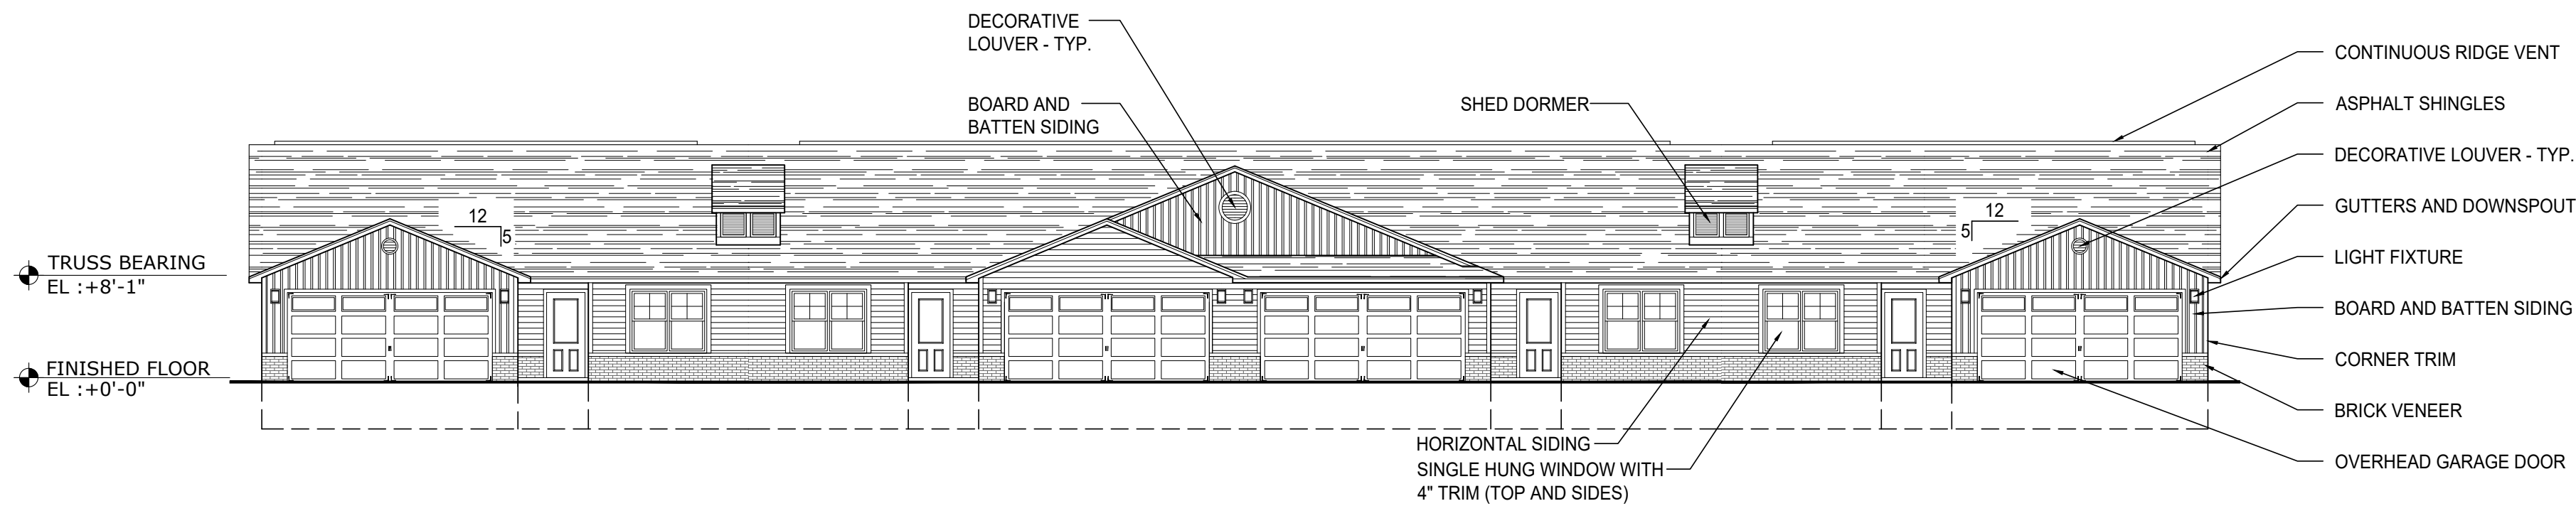 DECORATIVE
LOUVER - TYP.
BOARD AND
BATTEN SIDING
SHED DORMER
CONTINUOUS RIDGE VENT
ASPHALT SHINGLES
DECORATIVE LOUVER - TYP.
GUTTERS AND DOWNSPOUT
LIGHT FIXTURE
BOARD AND BATTEN SIDING
CORNER TRIM
BRICK VENEER
OVERHEAD GARAGE DOOR
12
5
12
5
TRUSS BEARING
EL :+8'-1"
FINISHED FLOOR
EL :+0'-0"
HORIZONTAL SIDING
SINGLE HUNG WINDOW WITH
4" TRIM (TOP AND SIDES)